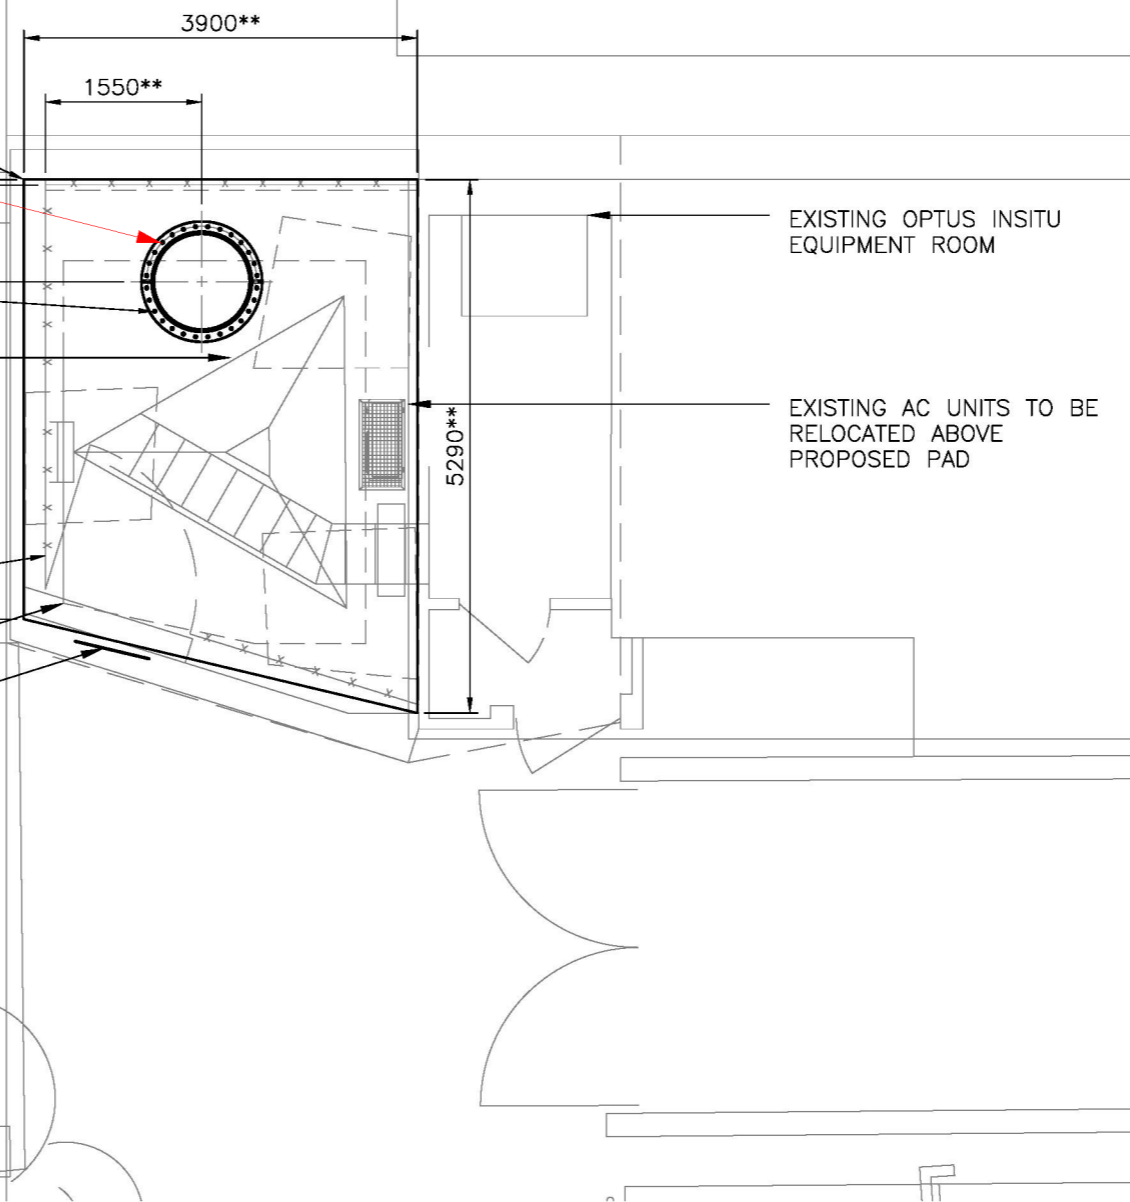 3900**
1550**
EXISTING OPTUS INSITU
EQUIPMENT ROOM
EXISTING AC UNITS TO BE
RELOCATED ABOVE
PROPOSED PAD
5290**